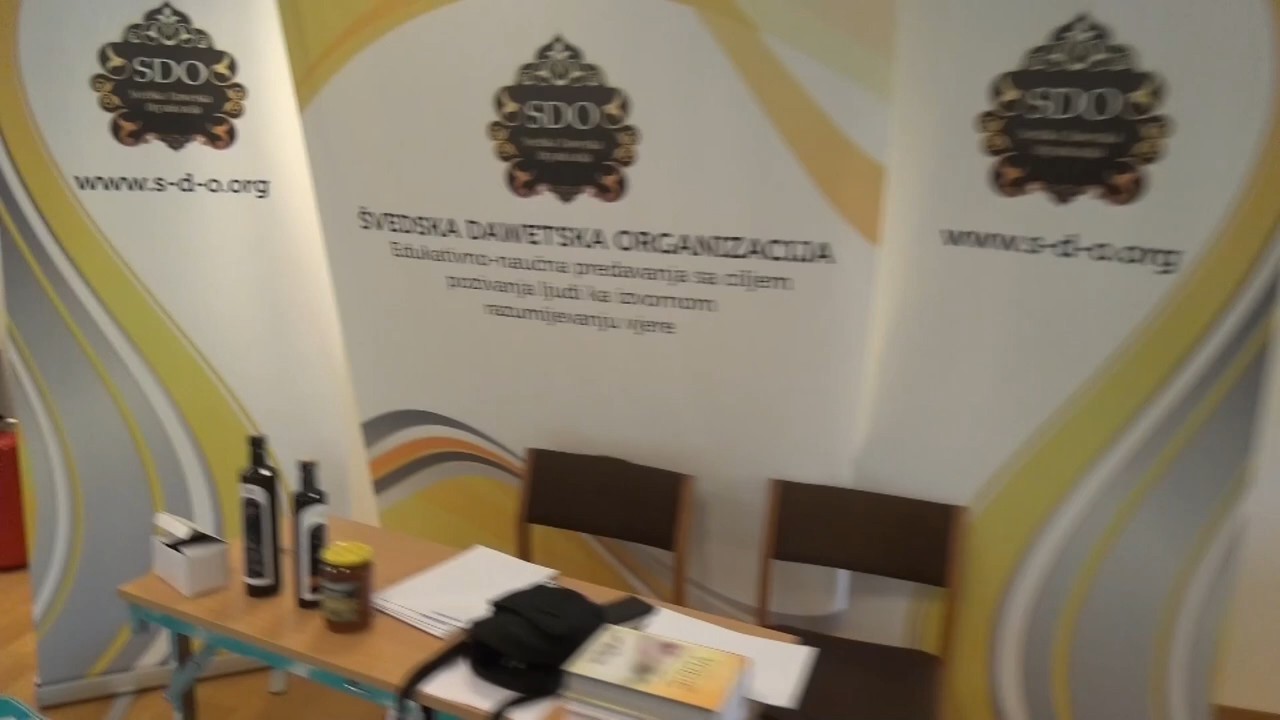 SDO
www.s-d-o.org
SDO
ŠVEDSKA DAWETSKA ORGANIZACIJA
Edukativno-naučna predavanja sa ciljem
pozivanja ljudi ka izvornom
razumijevanju vjere
SDO
www.s-d-o.org